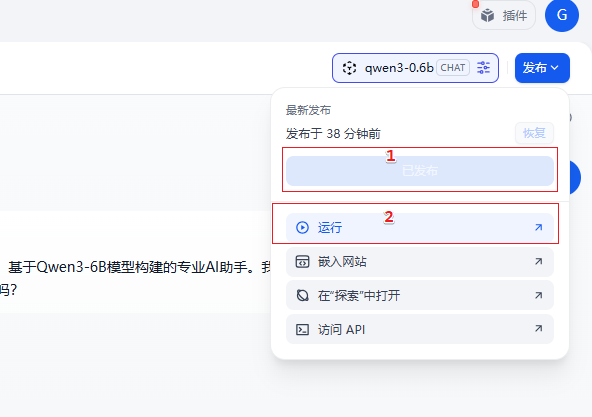 插件
G
qwen3-0.6b CHAT
发布
最新发布
发布于 38 分钟前
恢复
1
已发布
2
运行
基于Qwen3-6B模型构建的专业AI助手。我
嵌入网站
吗?
在“探索”中打开
访问 API